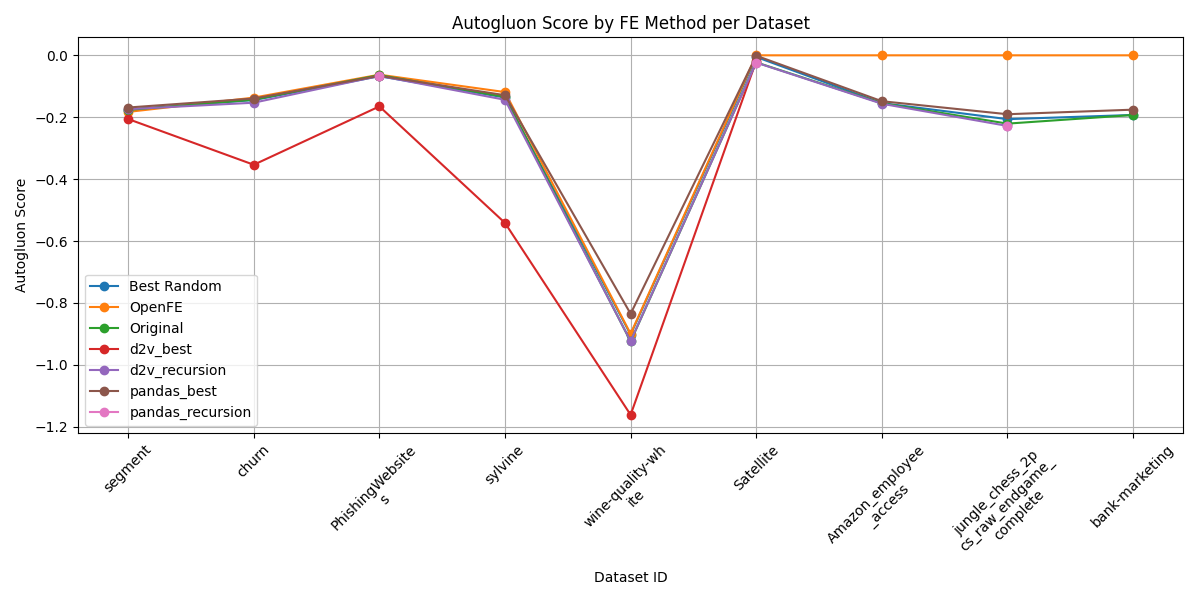 Autogluon Score by FE Method per Dataset
Autogluon Score
0.0
−0.2
−0.4
−0.6
−0.8
−1.0
−1.2
Best Random
OpenFE
Original
d2v_best
d2v_recursion
pandas_best
pandas_recursion
segment
churn
PhishingWebsite
s
sylvine
wine-quality-wh
ite
Satellite
Amazon_employee
_access
jungle_chess_2p
cs_raw_endgame_
complete
bank-marketing
Dataset ID